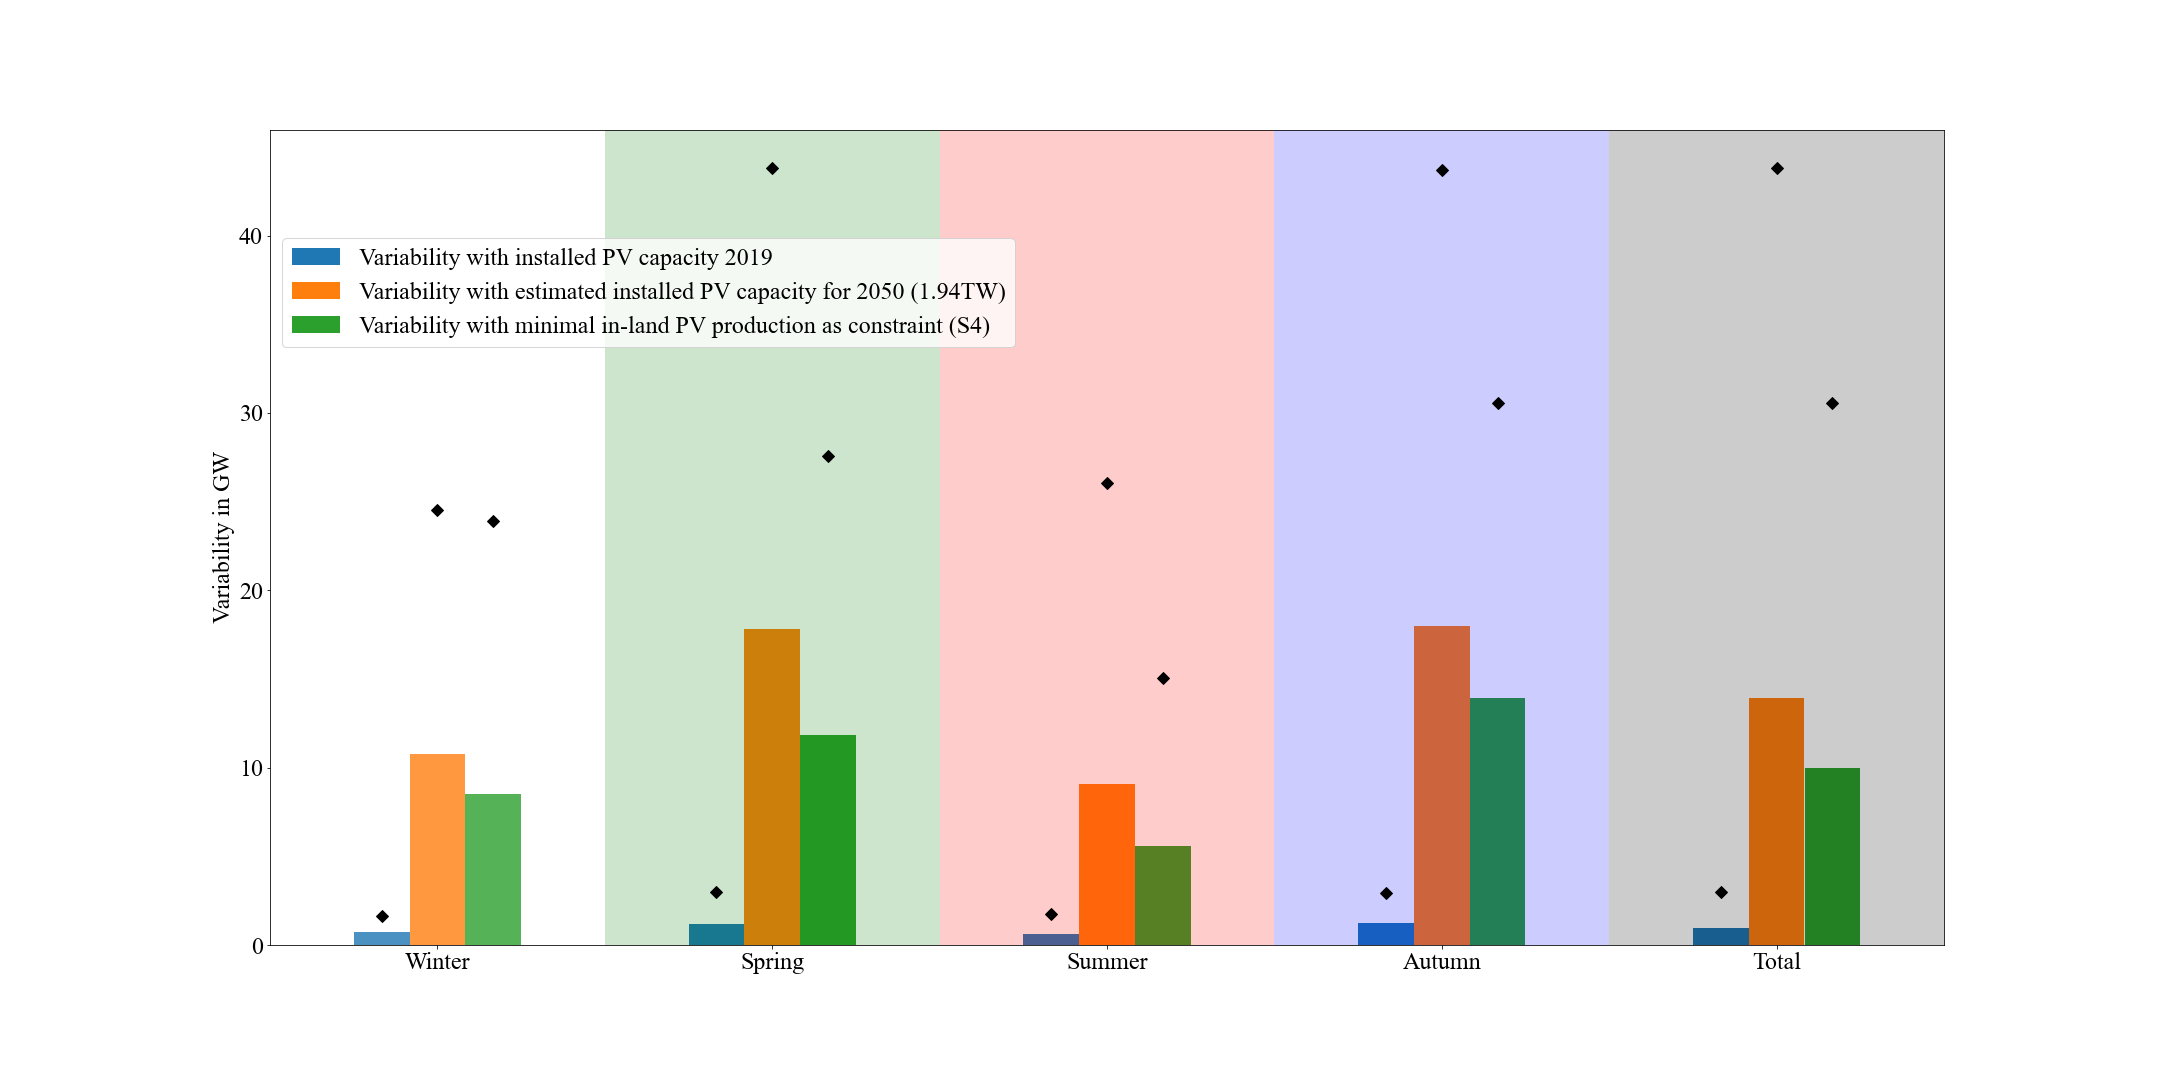 40
30
20
10
0
Variability in GW
Variability with installed PV capacity 2019
Variability with estimated installed PV capacity for 2050 (1.94TW)
Variability with minimal in-land PV production as constraint (S4)
Winter
Spring
Summer
Autumn
Total